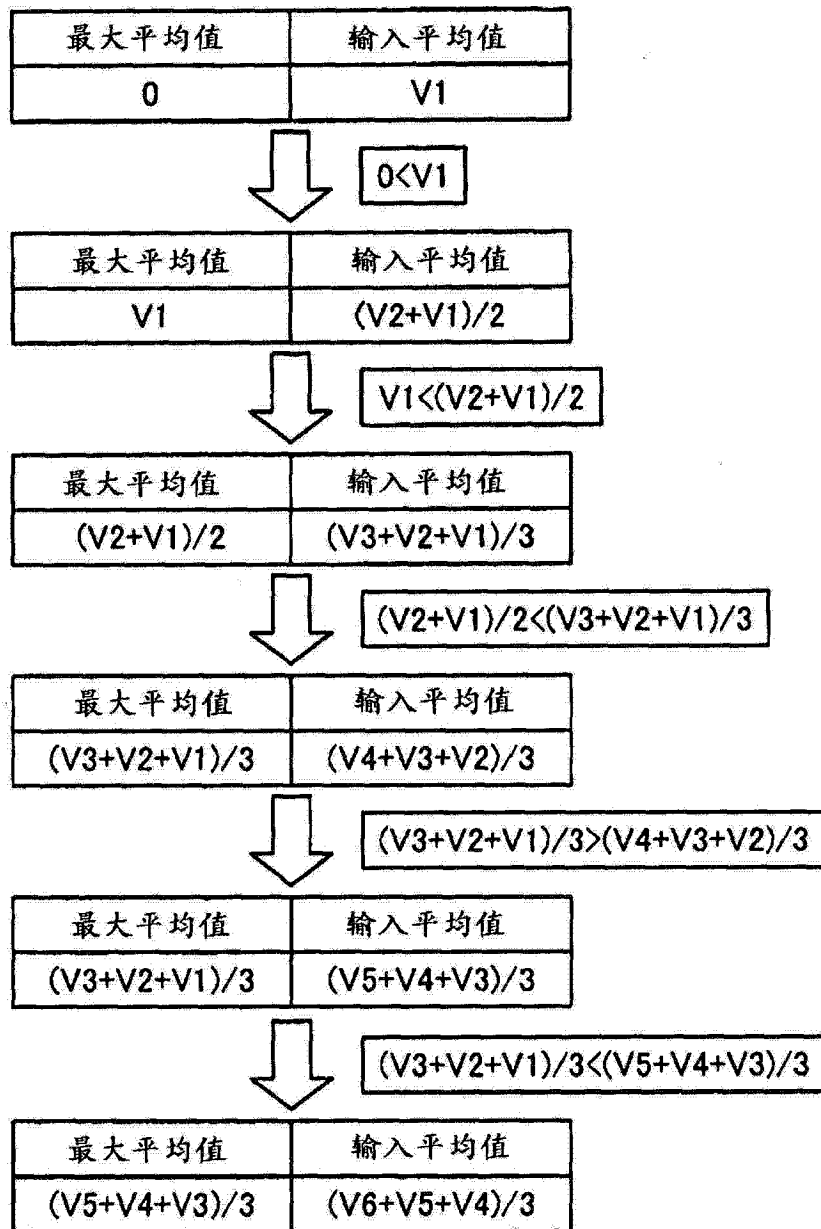 最大平均值 输入平均值
0 V1
0<V1
最大平均值 输入平均值
V1 (V2+V1)/2
V1<(V2+V1)/2
最大平均值 输入平均值
(V2+V1)/2 (V3+V2+V1)/3
(V2+V1)/2<(V3+V2+V1)/3
最大平均值 输入平均值
(V3+V2+V1)/3 (V4+V3+V2)/3
(V3+V2+V1)/3>(V4+V3+V2)/3
最大平均值 输入平均值
(V3+V2+V1)/3 (V5+V4+V3)/3
(V3+V2+V1)/3<(V5+V4+V3)/3
最大平均值 输入平均值
(V5+V4+V3)/3 (V6+V5+V4)/3